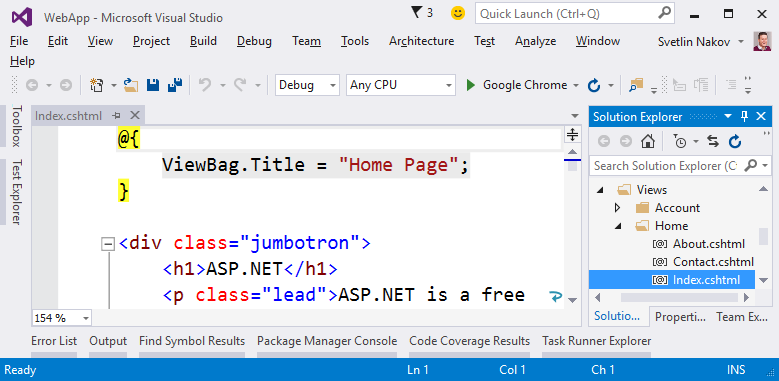 WebApp - Microsoft Visual Studio 3 Quick Launch (Ctrl+Q)
File Edit View Project Build Debug Team Tools Architecture Test Analyze Window Svetlin Nakov
Help
Debug Any CPU Google Chrome
Toolbox
Test Explorer
Index.cshtml
@{
ViewBag.Title = "Home Page";
}
<div class="jumbotron">
<h1>ASP.NET</h1>
<p class="lead">ASP.NET is a free
154 %
Solution Explorer
Search Solution Explorer (C
Views
Account
Home
[@] About.cshtml
[@] Contact.cshtml
[@] Index.cshtml
Solutio... Properti... Team Ex...
Error List Output Find Symbol Results Package Manager Console Code Coverage Results Task Runner Explorer
Ready Ln 1 Col 1 Ch 1 INS